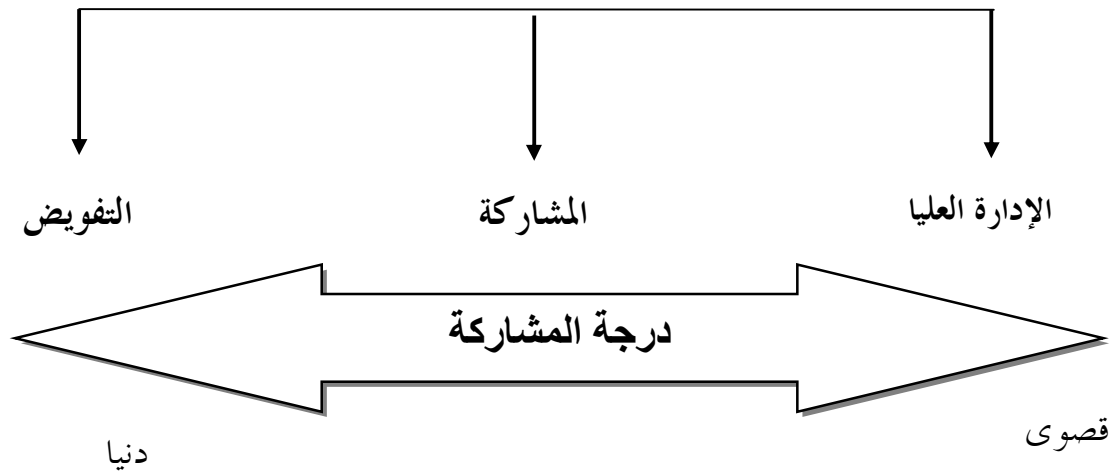 الإدارة العليا
المشاركة
التفويض
درجة المشاركة
قصوى
دنيا